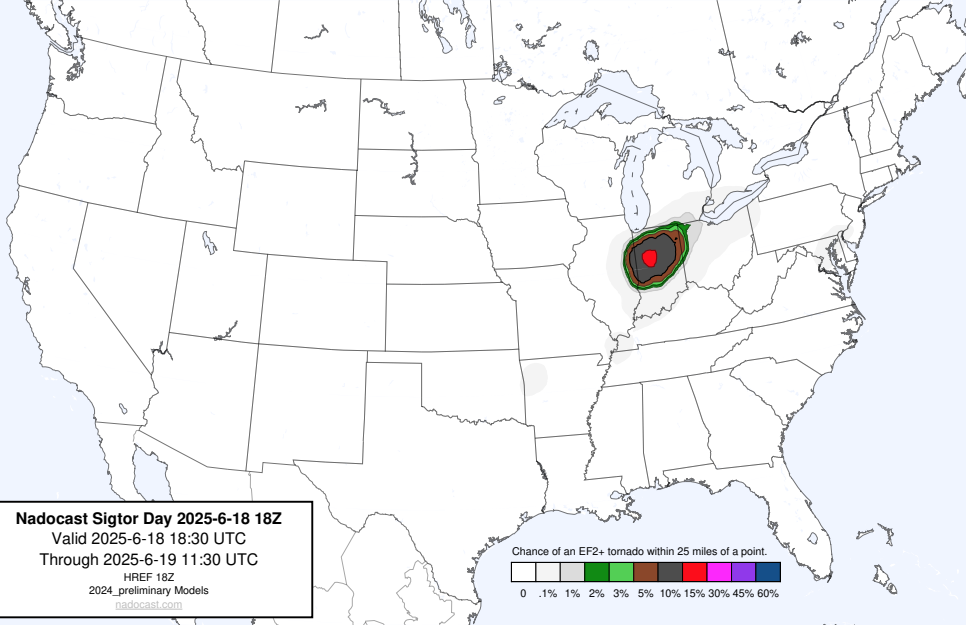 Nadocast Sigtor Day 2025-6-18 18Z
Valid 2025-6-18 18:30 UTC
Through 2025-6-19 11:30 UTC
HREF 18Z
2024_preliminary Models
nadocast.com
Chance of an EF2+ tornado within 25 miles of a point.
0 .1% 1% 2% 3% 5% 10% 15% 30% 45% 60%